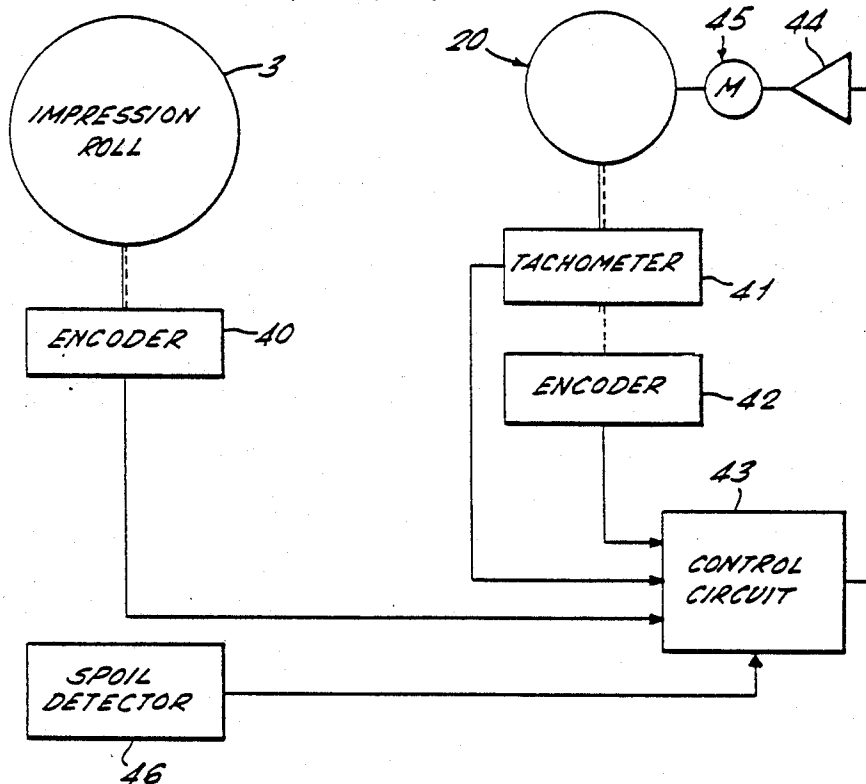 3
IMPRESSION
ROLL
20
45
44
M
TACHOMETER
41
ENCODER
40
ENCODER
42
43
CONTROL
CIRCUIT
SPOIL
DETECTOR
46